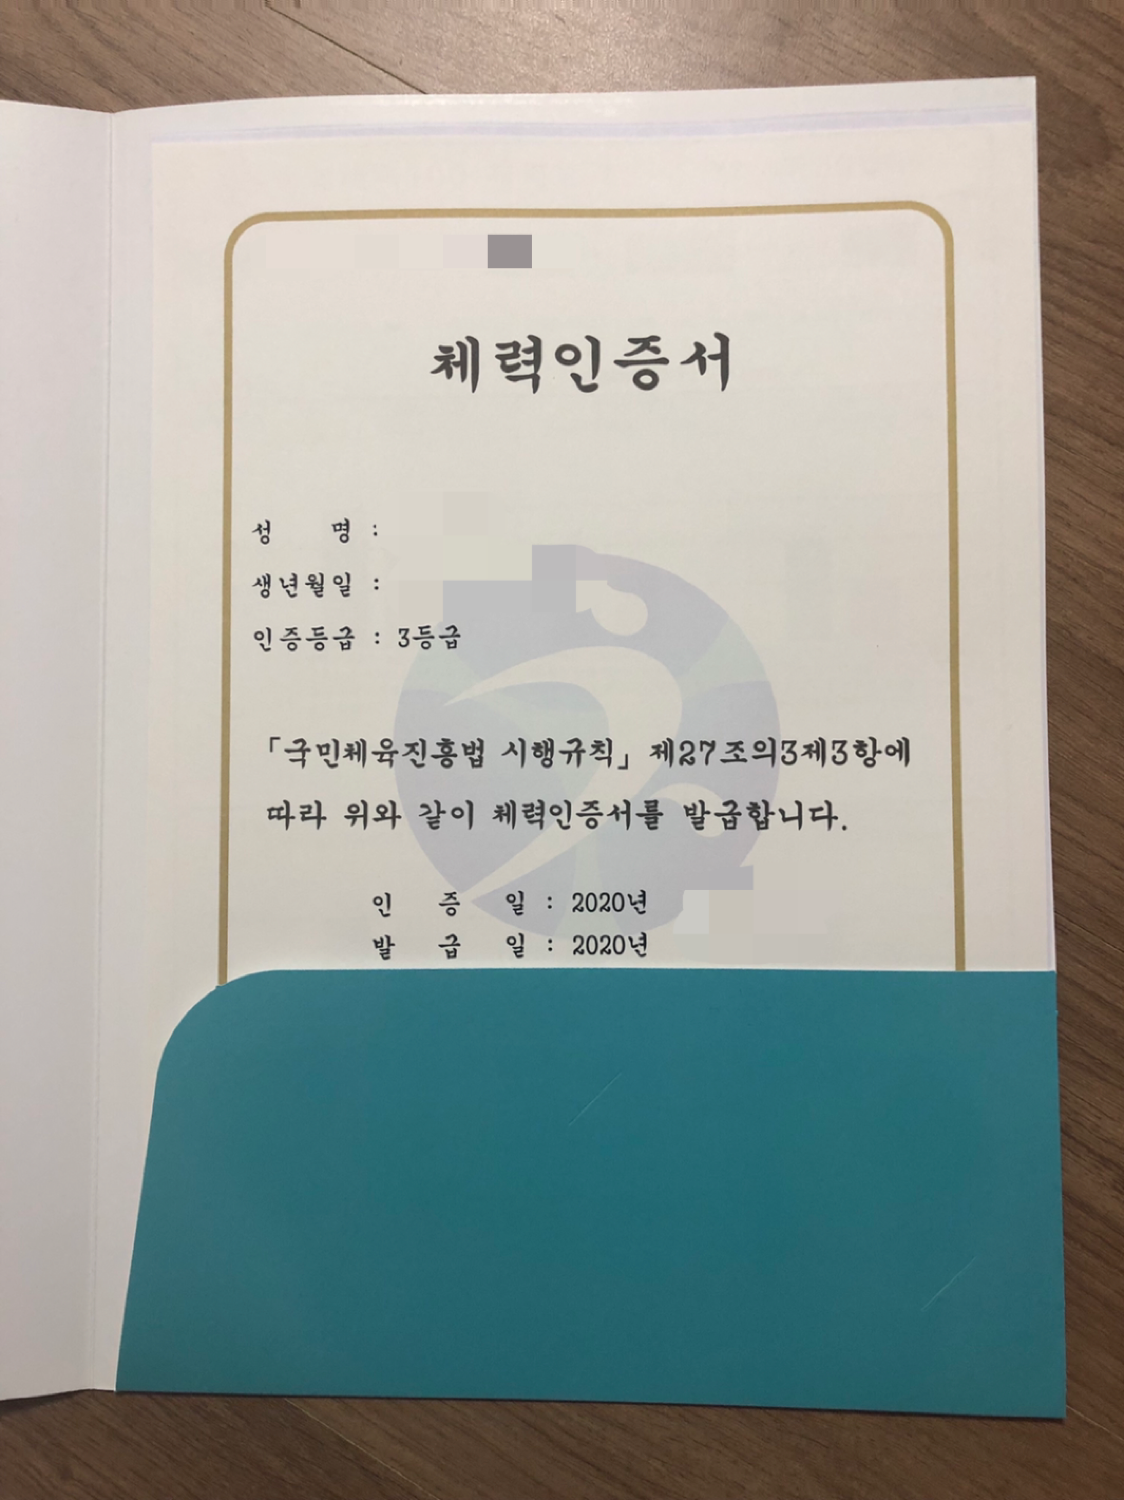 체력인증서
성 명 :
생년월일 :
인증등급 : 3등급
「국민체육진흥법 시행규칙」 제27조의3제3항에
따라 위와 같이 체력인증서를 발급합니다.
인 증 일 : 2020년
발 급 일 : 2020년